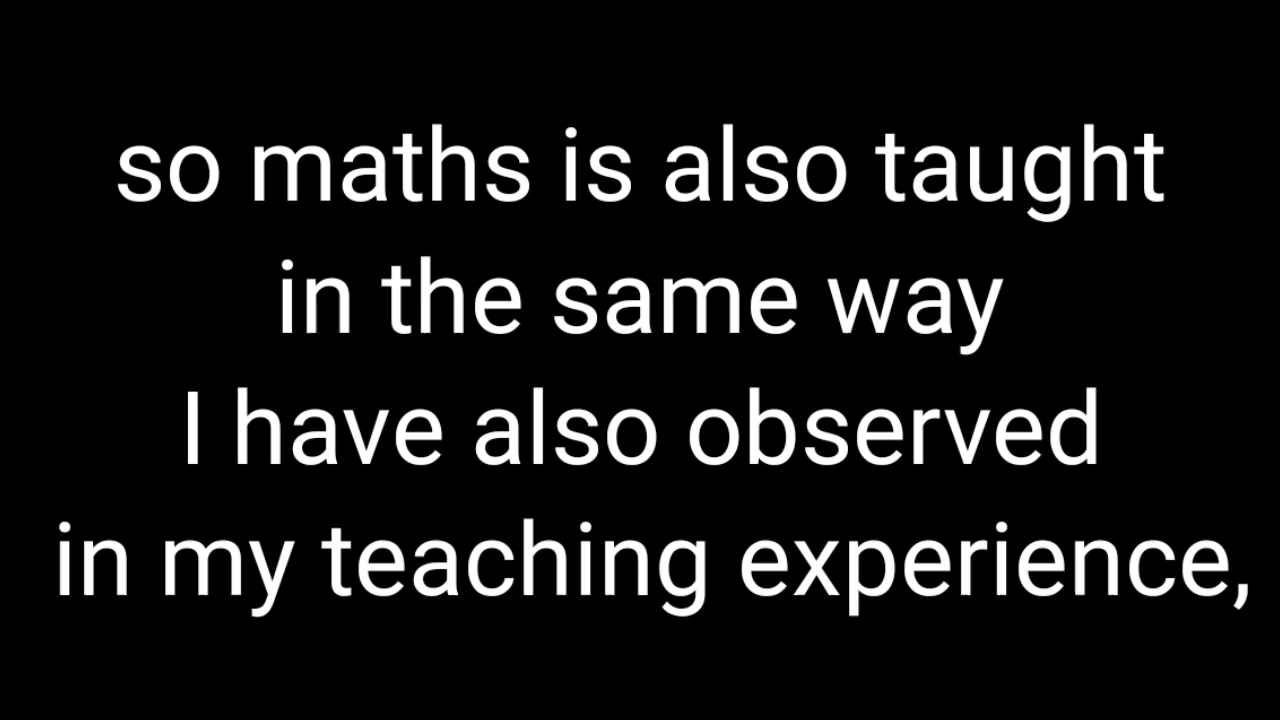 so maths is also taught
in the same way
I have also observed
in my teaching experience,